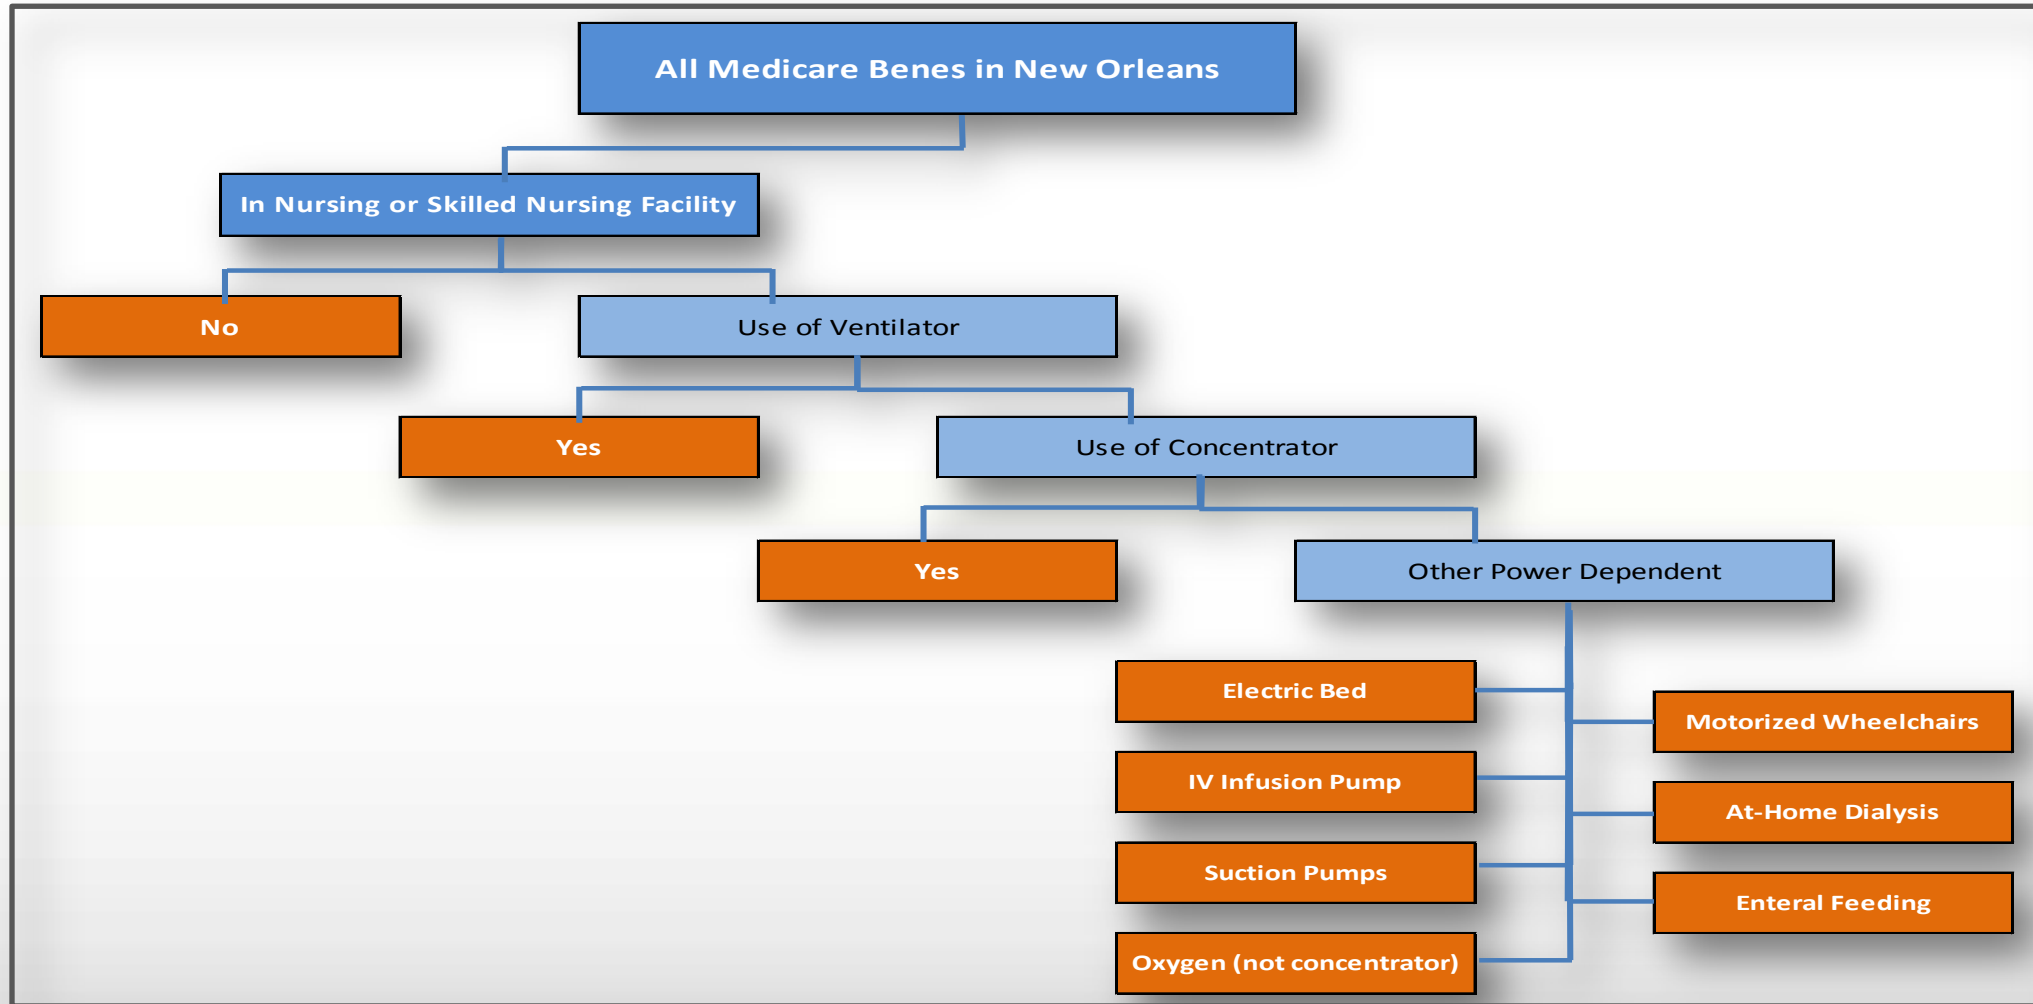 All Medicare Benes in New Orleans
In Nursing or Skilled Nursing Facility
No
Use of Ventilator
Yes
Use of Concentrator
Yes
Other Power Dependent
Electric Bed
Motorized Wheelchairs
IV Infusion Pump
At-Home Dialysis
Suction Pumps
Enteral Feeding
Oxygen (not concentrator)